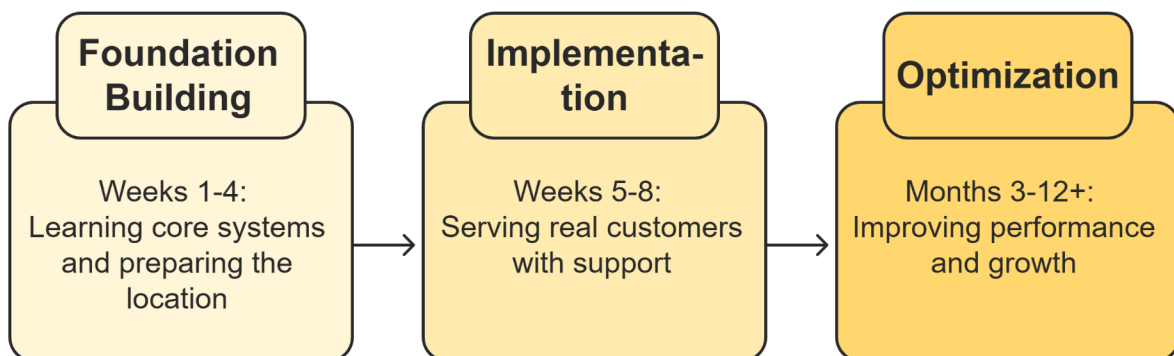 Foundation
Building
Weeks 1-4:
Learning core systems
and preparing the
location
Implementa-
tion
Weeks 5-8:
Serving real customers
with support
Optimization
Months 3-12+:
Improving performance
and growth